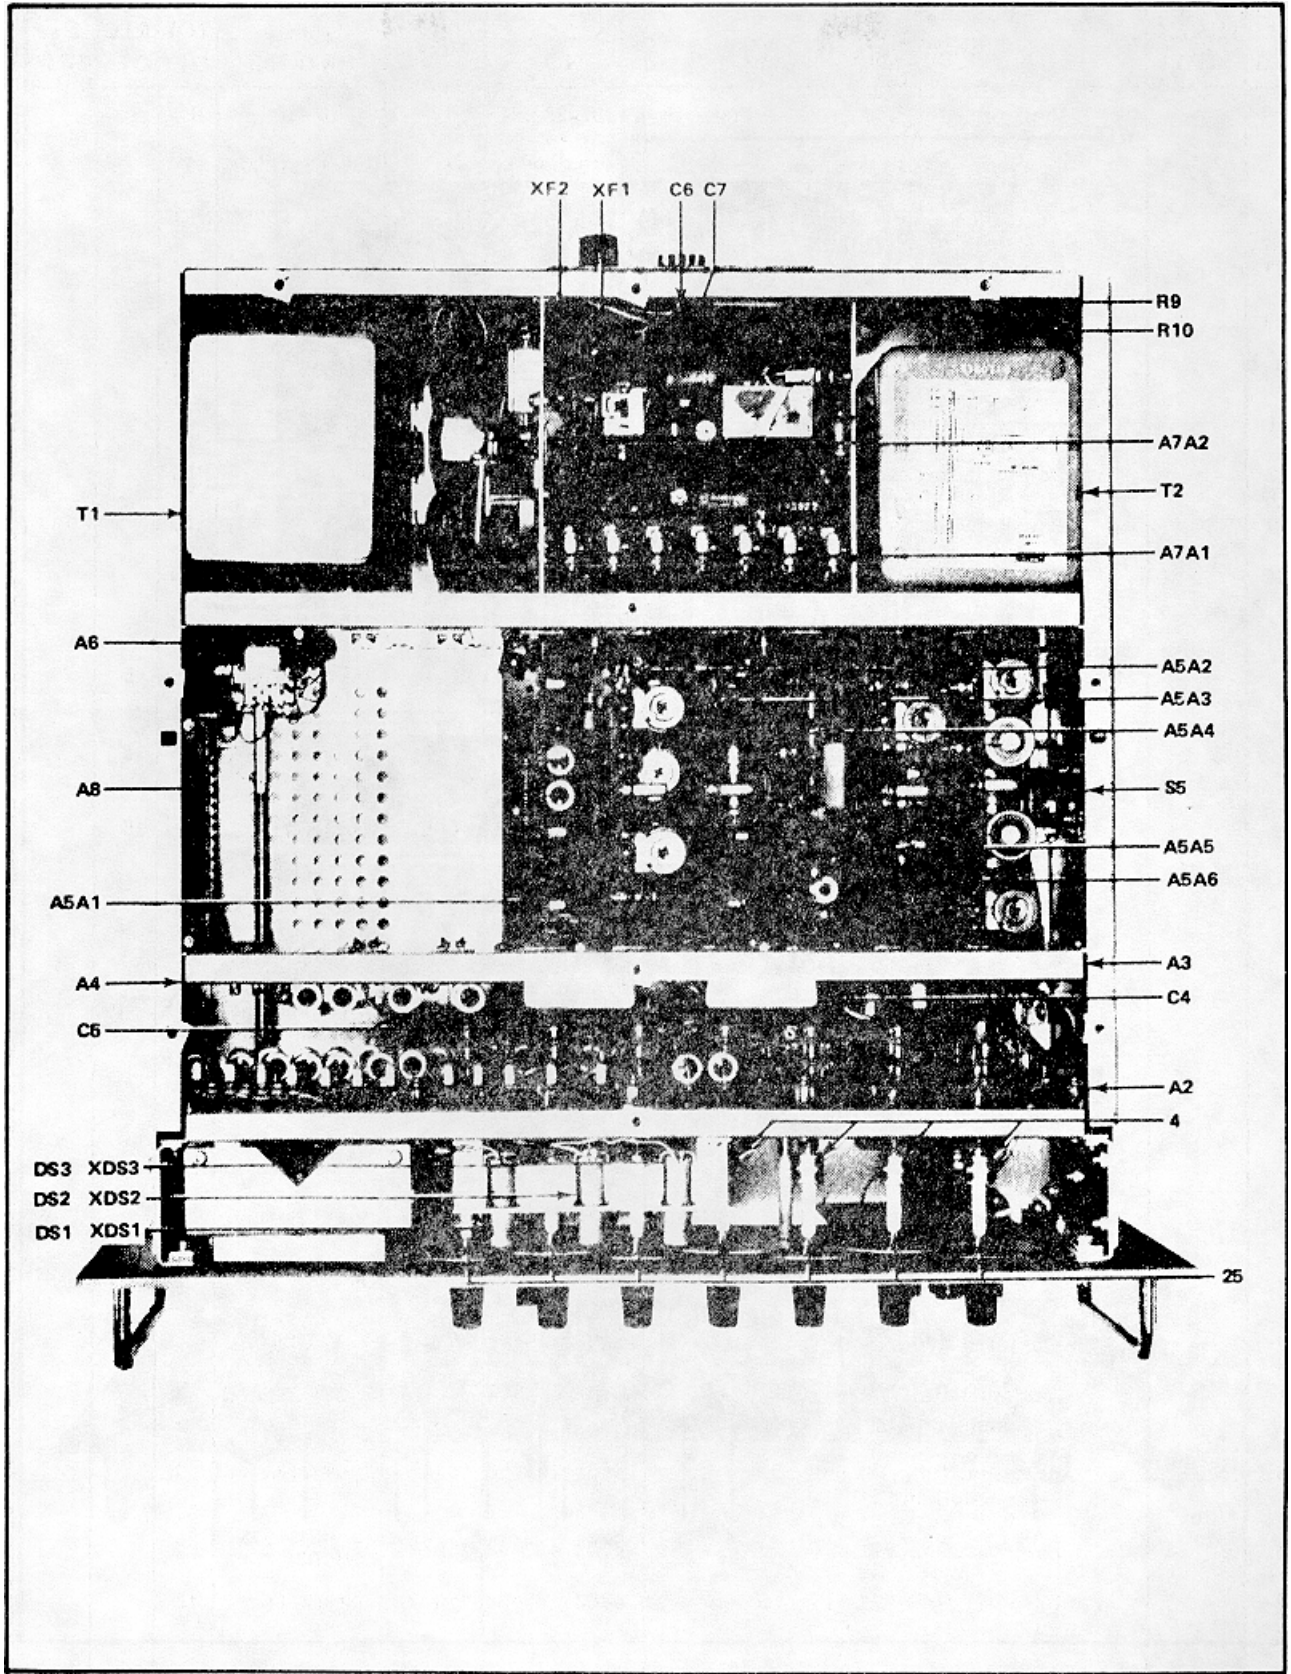 XF2 XF1 C6 C7
R9
R10
A7A2
T2
T1
A7A1
A6
A5A2
A5A3
A5A4
A8
S5
A5A5
A5A6
A5A1
A3
A4
C4
C5
A2
4
DS3 XDS3
DS2 XDS2
DS1 XDS1
25